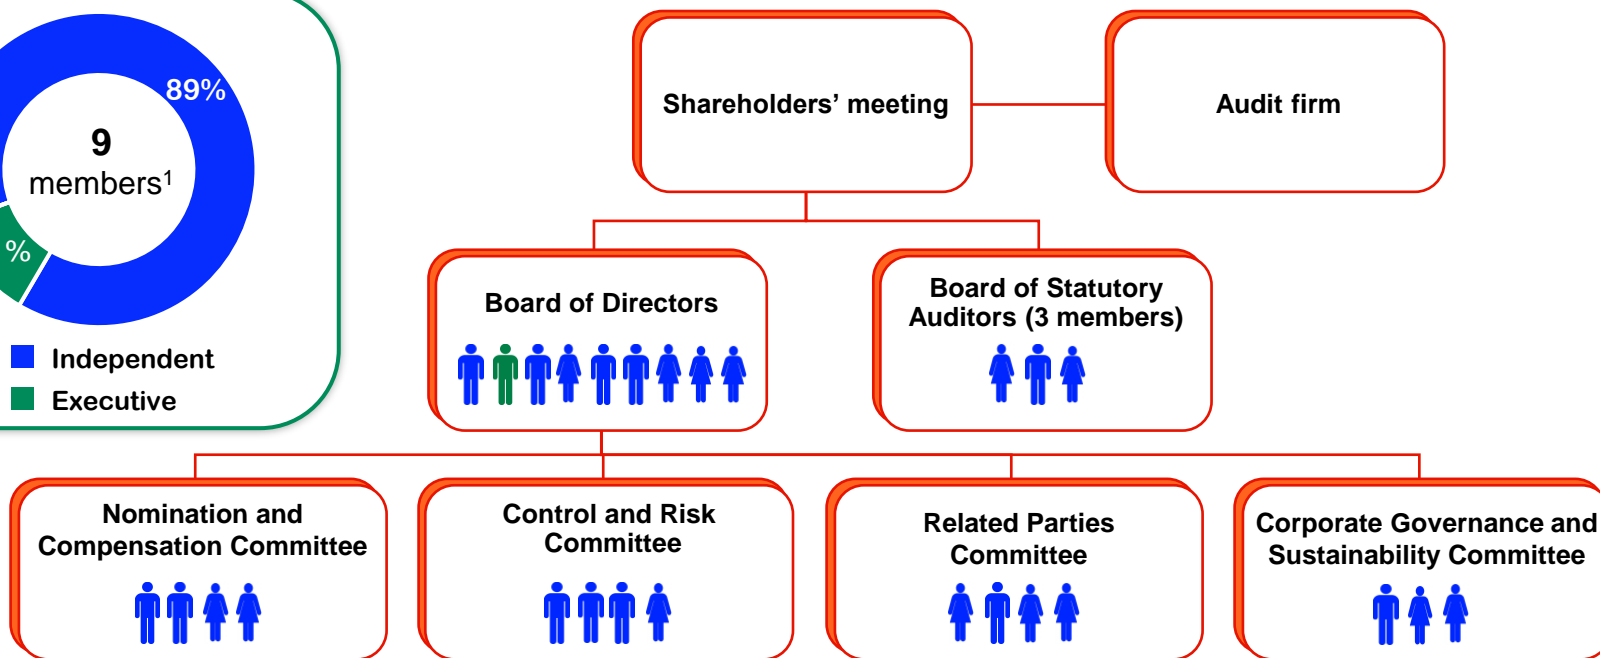 89%
9
members¹
%
Independent
Executive
Shareholders’ meeting
Audit firm
Board of Directors
Board of Statutory
Auditors (3 members)
Nomination and
Compensation Committee
Control and Risk
Committee
Related Parties
Committee
Corporate Governance and
Sustainability Committee